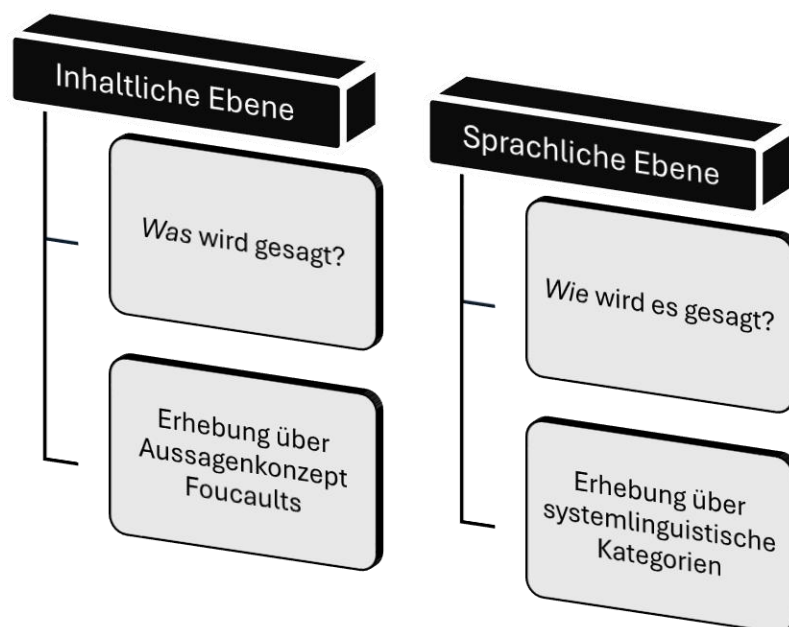 Inhaltliche Ebene
Was wird gesagt?
Erhebung über
Aussagenkonzept
Foucaults
Sprachliche Ebene
Wie wird es gesagt?
Erhebung über
systemlinguistische
Kategorien